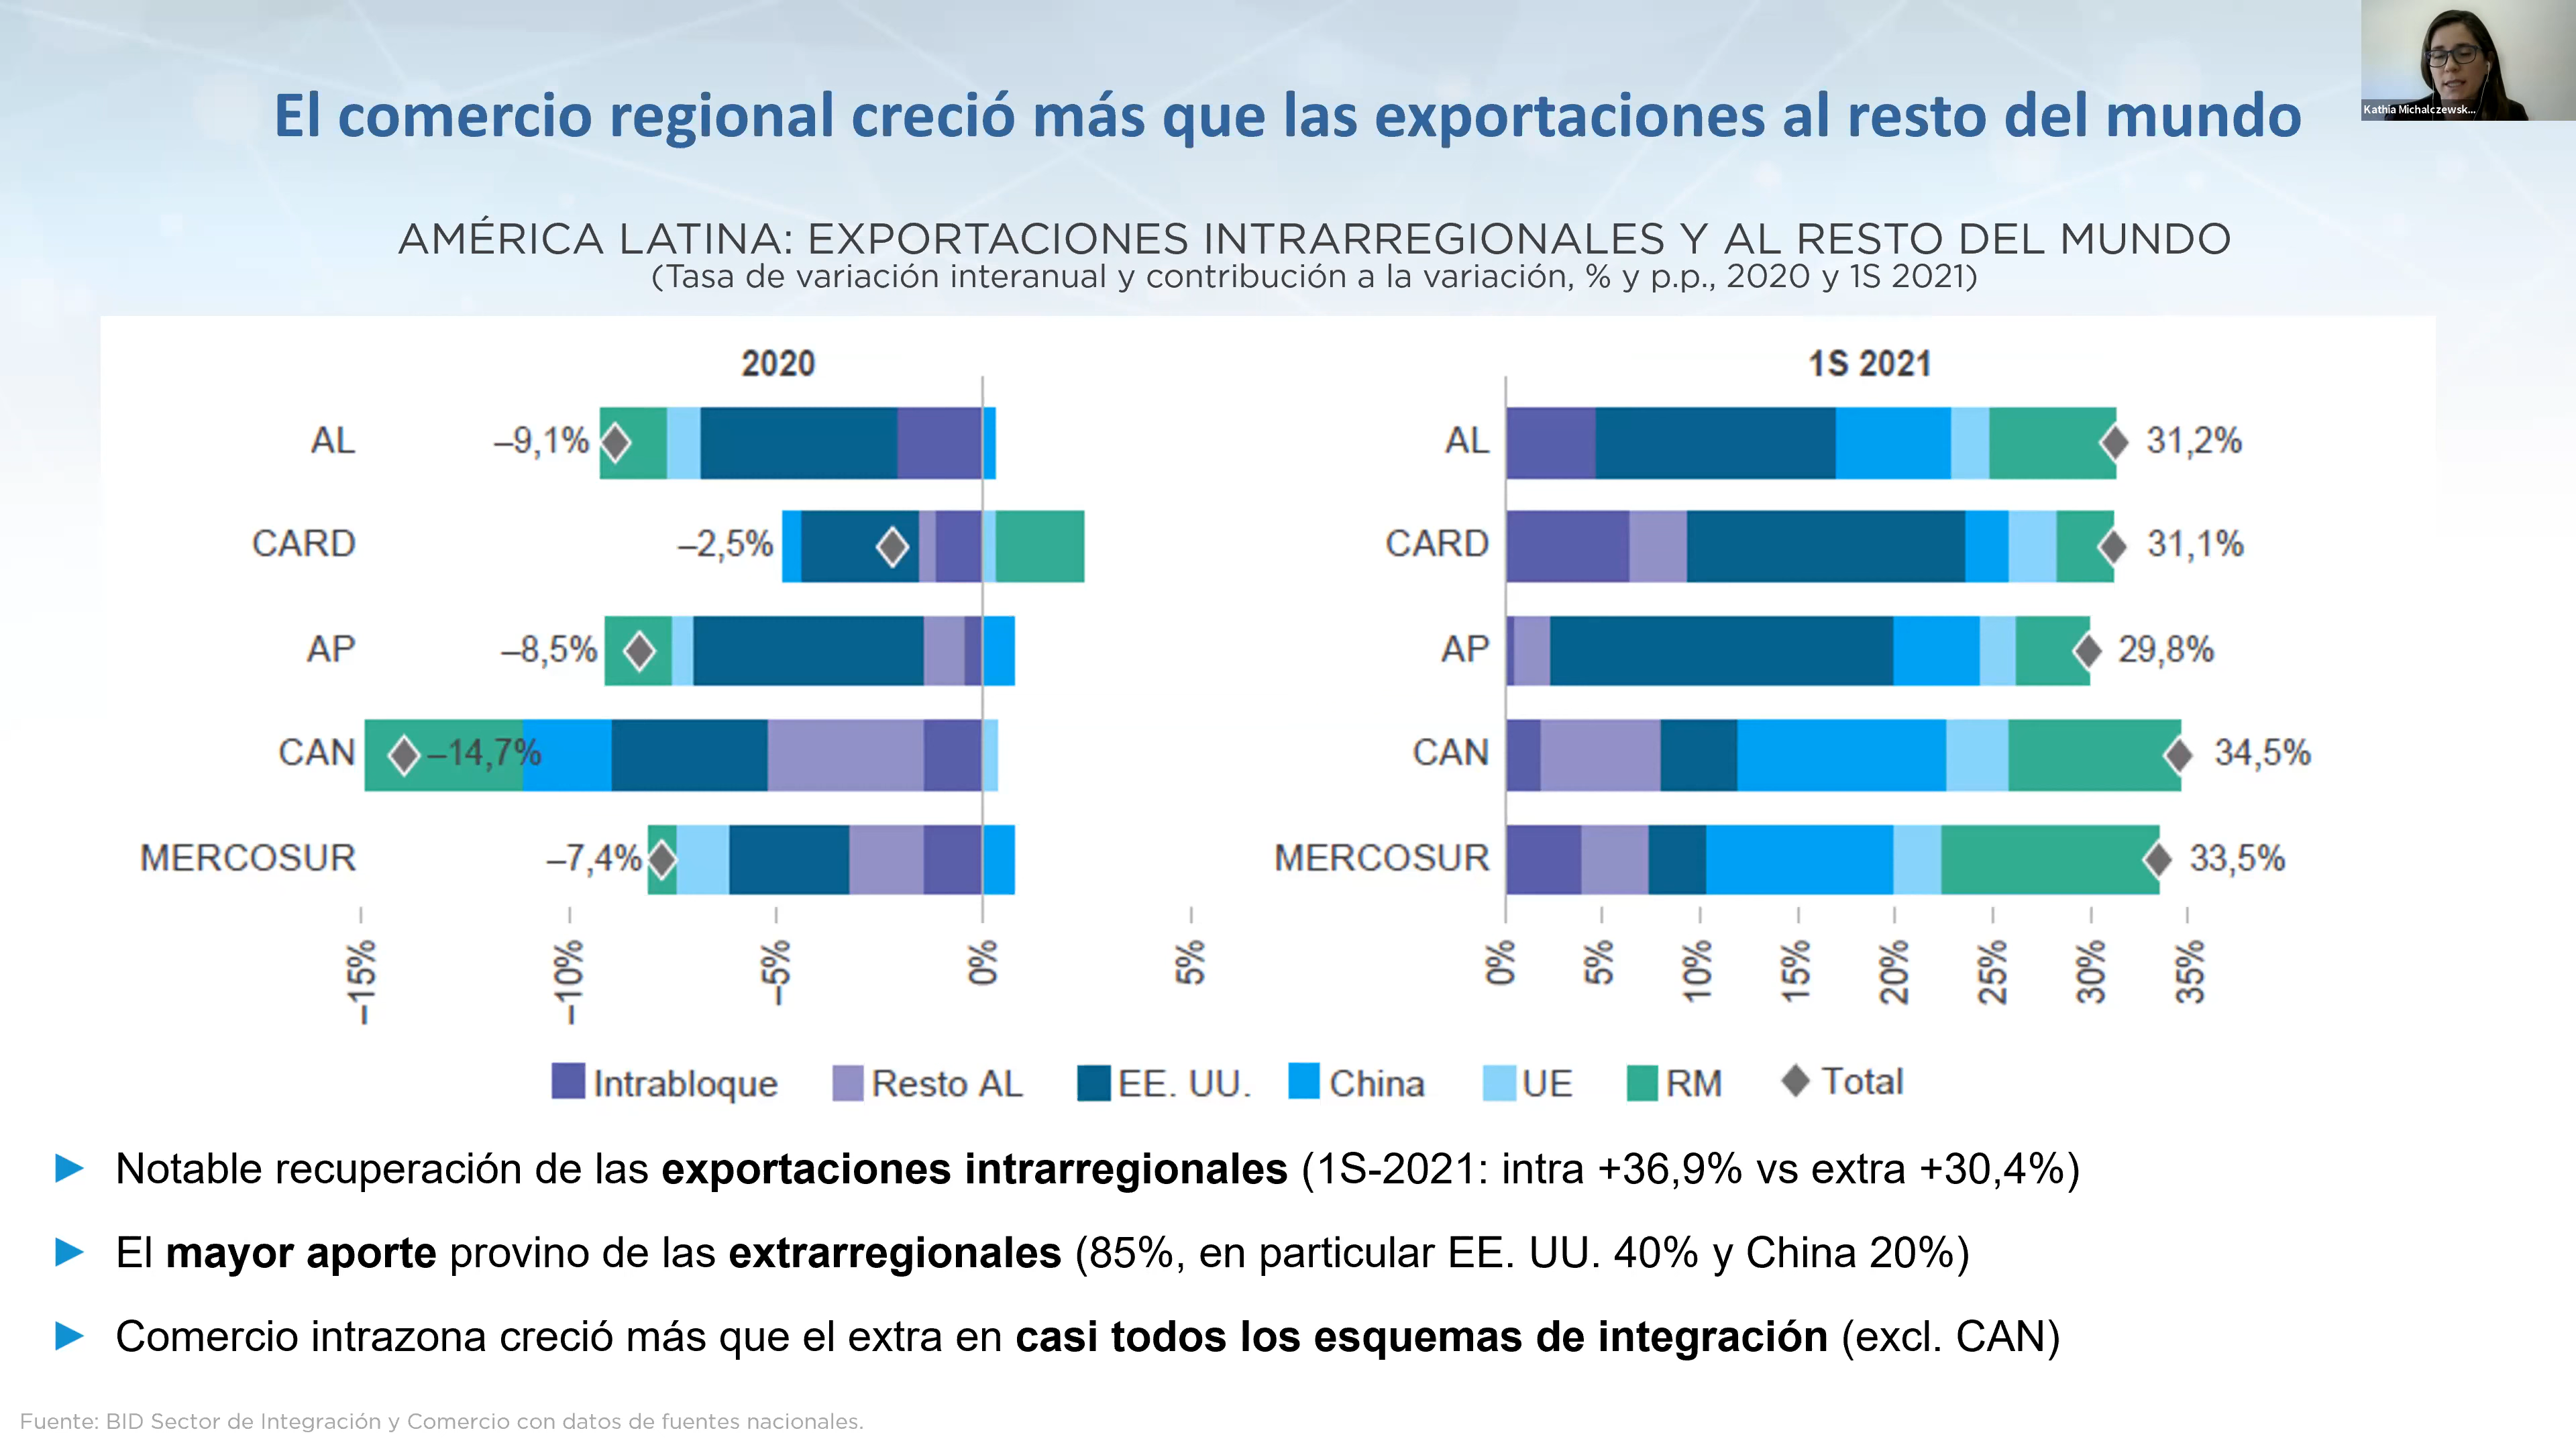 Kathia Michalczewsk...
El comercio regional creció más que las exportaciones al resto del mundo
AMÉRICA LATINA: EXPORTACIONES INTRARREGIONALES Y AL RESTO DEL MUNDO
(Tasa de variación interanual y contribución a la variación, % y p.p., 2020 y 1S 2021)
2020
AL
–9,1%
CARD
–2,5%
AP
–8,5%
CAN
–14,7%
MERCOSUR
–7,4%
–15%
–10%
–5%
0%
5%
1S 2021
AL
31,2%
CARD
31,1%
AP
29,8%
CAN
34,5%
MERCOSUR
33,5%
0%
5%
10%
15%
20%
25%
30%
35%
Intrabloque
Resto AL
EE. UU.
China
UE
RM
Total
Notable recuperación de las exportaciones intrarregionales (1S-2021: intra +36,9% vs extra +30,4%)
El mayor aporte provino de las extrarregionales (85%, en particular EE. UU. 40% y China 20%)
Comercio intrazona creció más que el extra en casi todos los esquemas de integración (excl. CAN)
Fuente: BID Sector de Integración y Comercio con datos de fuentes nacionales.